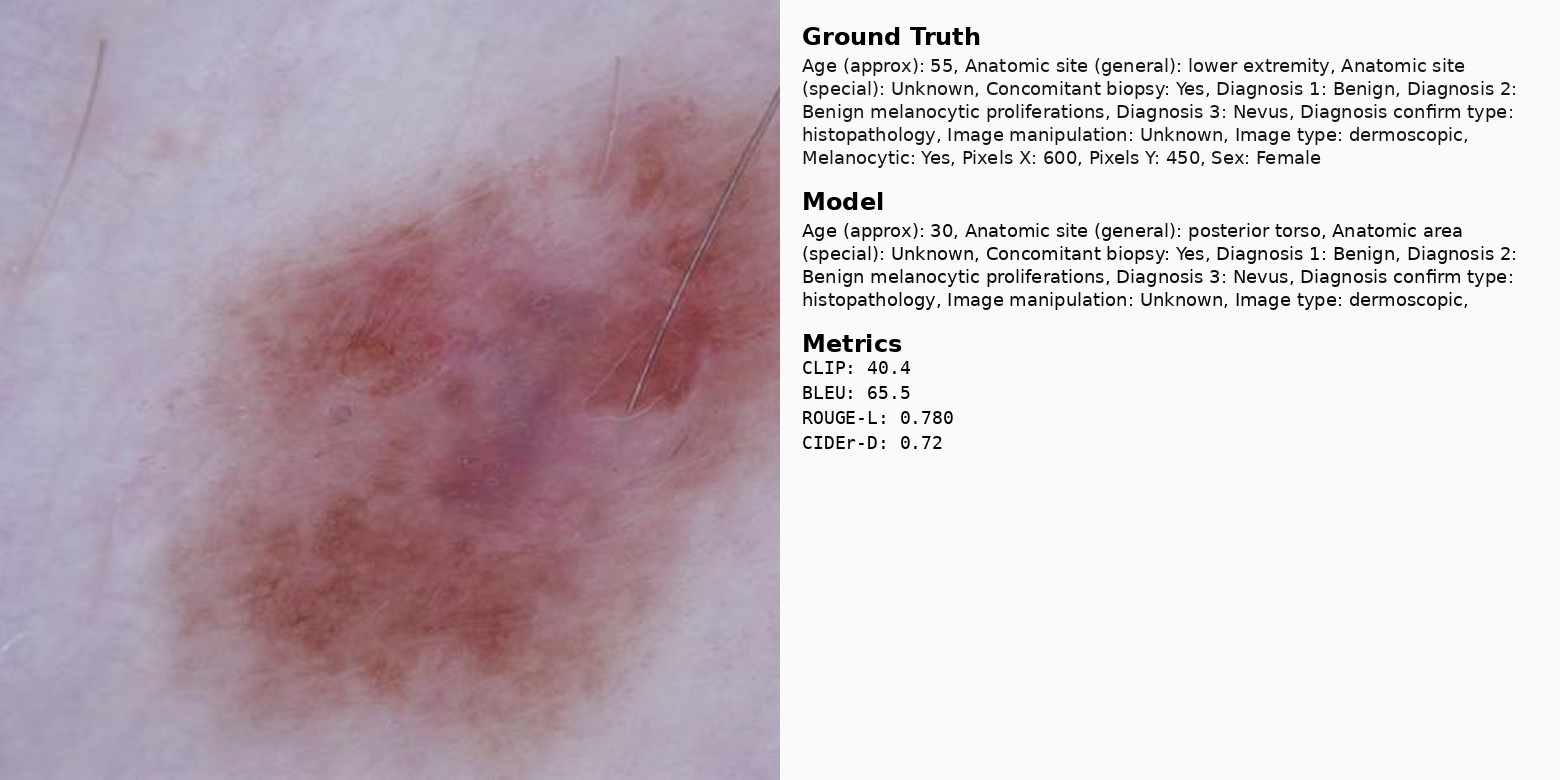 Ground Truth
Age (approx): 55, Anatomic site (general): lower extremity, Anatomic site
(special): Unknown, Concomitant biopsy: Yes, Diagnosis 1: Benign, Diagnosis 2:
Benign melanocytic proliferations, Diagnosis 3: Nevus, Diagnosis confirm type:
histopathology, Image manipulation: Unknown, Image type: dermoscopic,
Melanocytic: Yes, Pixels X: 600, Pixels Y: 450, Sex: Female
Model
Age (approx): 30, Anatomic site (general): posterior torso, Anatomic area
(special): Unknown, Concomitant biopsy: Yes, Diagnosis 1: Benign, Diagnosis 2:
Benign melanocytic proliferations, Diagnosis 3: Nevus, Diagnosis confirm type:
histopathology, Image manipulation: Unknown, Image type: dermoscopic,
Metrics
CLIP: 40.4
BLEU: 65.5
ROUGE-L: 0.780
CIDEr-D: 0.72